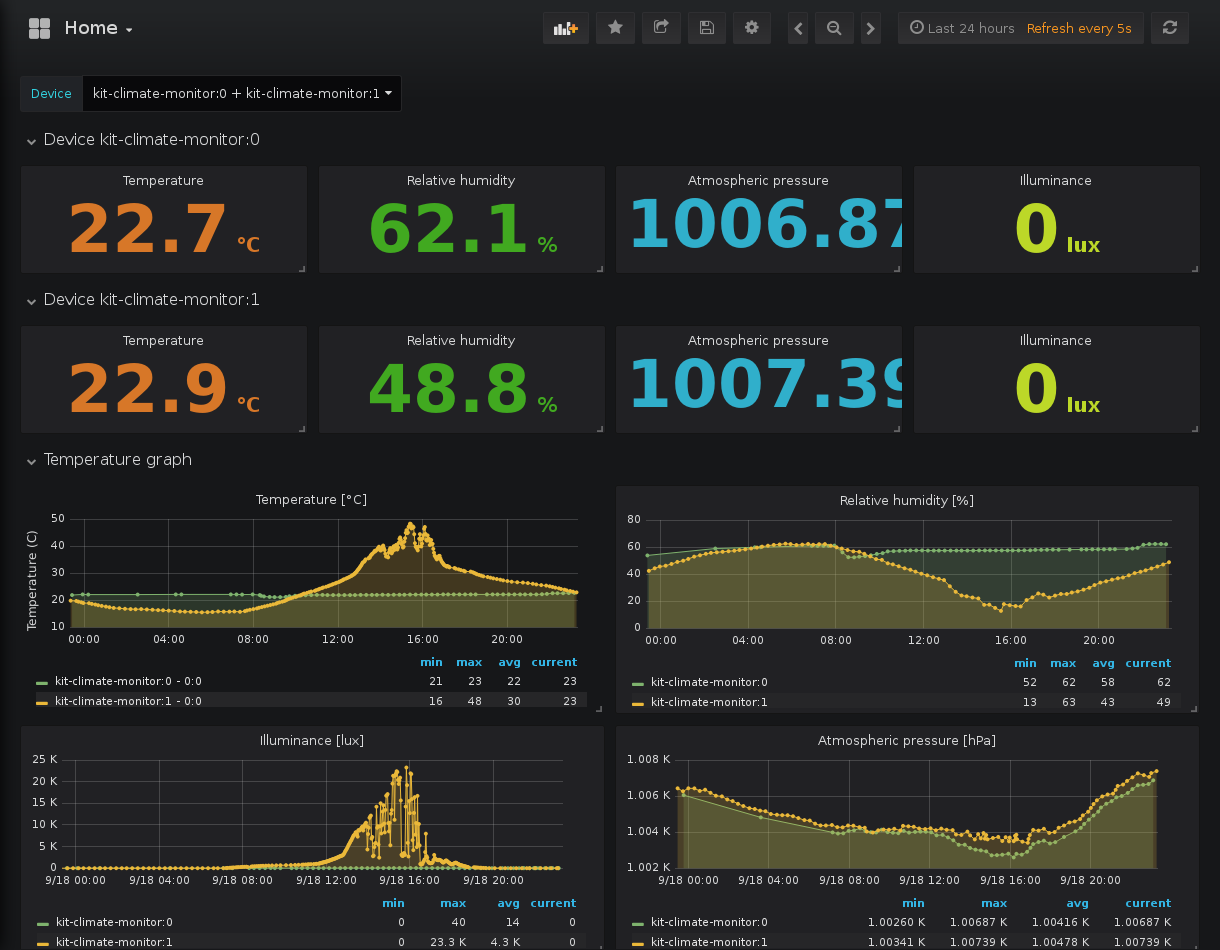 Home
Last 24 hours Refresh every 5s
Device kit-climate-monitor:0 + kit-climate-monitor:1
Device kit-climate-monitor:0
Temperature Relative humidity Atmospheric pressure Illuminance
22.7 °C 62.1 % 1006.87 0 lux
Device kit-climate-monitor:1
Temperature Relative humidity Atmospheric pressure Illuminance
22.9 °C 48.8 % 1007.39 0 lux
Temperature graph
Temperature [°C]
Temperature (C)
50
40
30
20
10
00:00 04:00 08:00 12:00 16:00 20:00
min max avg current
kit-climate-monitor:0 - 0:0 21 23 22 23
kit-climate-monitor:1 - 0:0 16 48 30 23
Relative humidity [%]
80
60
40
20
0
00:00 04:00 08:00 12:00 16:00 20:00
min max avg current
kit-climate-monitor:0 52 62 58 62
kit-climate-monitor:1 13 63 43 49
Illuminance [lux]
25 K
20 K
15 K
10 K
5 K
0
9/18 00:00 9/18 04:00 9/18 08:00 9/18 12:00 9/18 16:00 9/18 20:00
min max avg current
kit-climate-monitor:0 0 40 14 0
kit-climate-monitor:1 0 23.3 K 4.3 K 0
Atmospheric pressure [hPa]
1.008 K
1.006 K
1.004 K
1.002 K
9/18 00:00 9/18 04:00 9/18 08:00 9/18 12:00 9/18 16:00 9/18 20:00
min max avg current
kit-climate-monitor:0 1.00260 K 1.00687 K 1.00416 K 1.00687 K
kit-climate-monitor:1 1.00341 K 1.00739 K 1.00478 K 1.00739 K